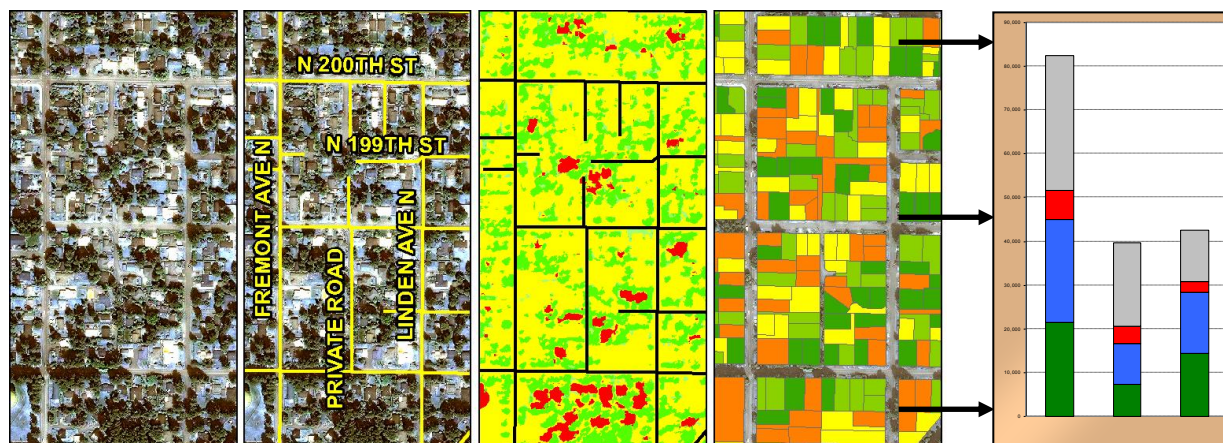 N 200TH ST
N 199TH ST
FREMONT AVE N
PRIVATE ROAD
LINDEN AVE N
90,000
80,000
70,000
60,000
50,000
40,000
30,000
20,000
10,000
0